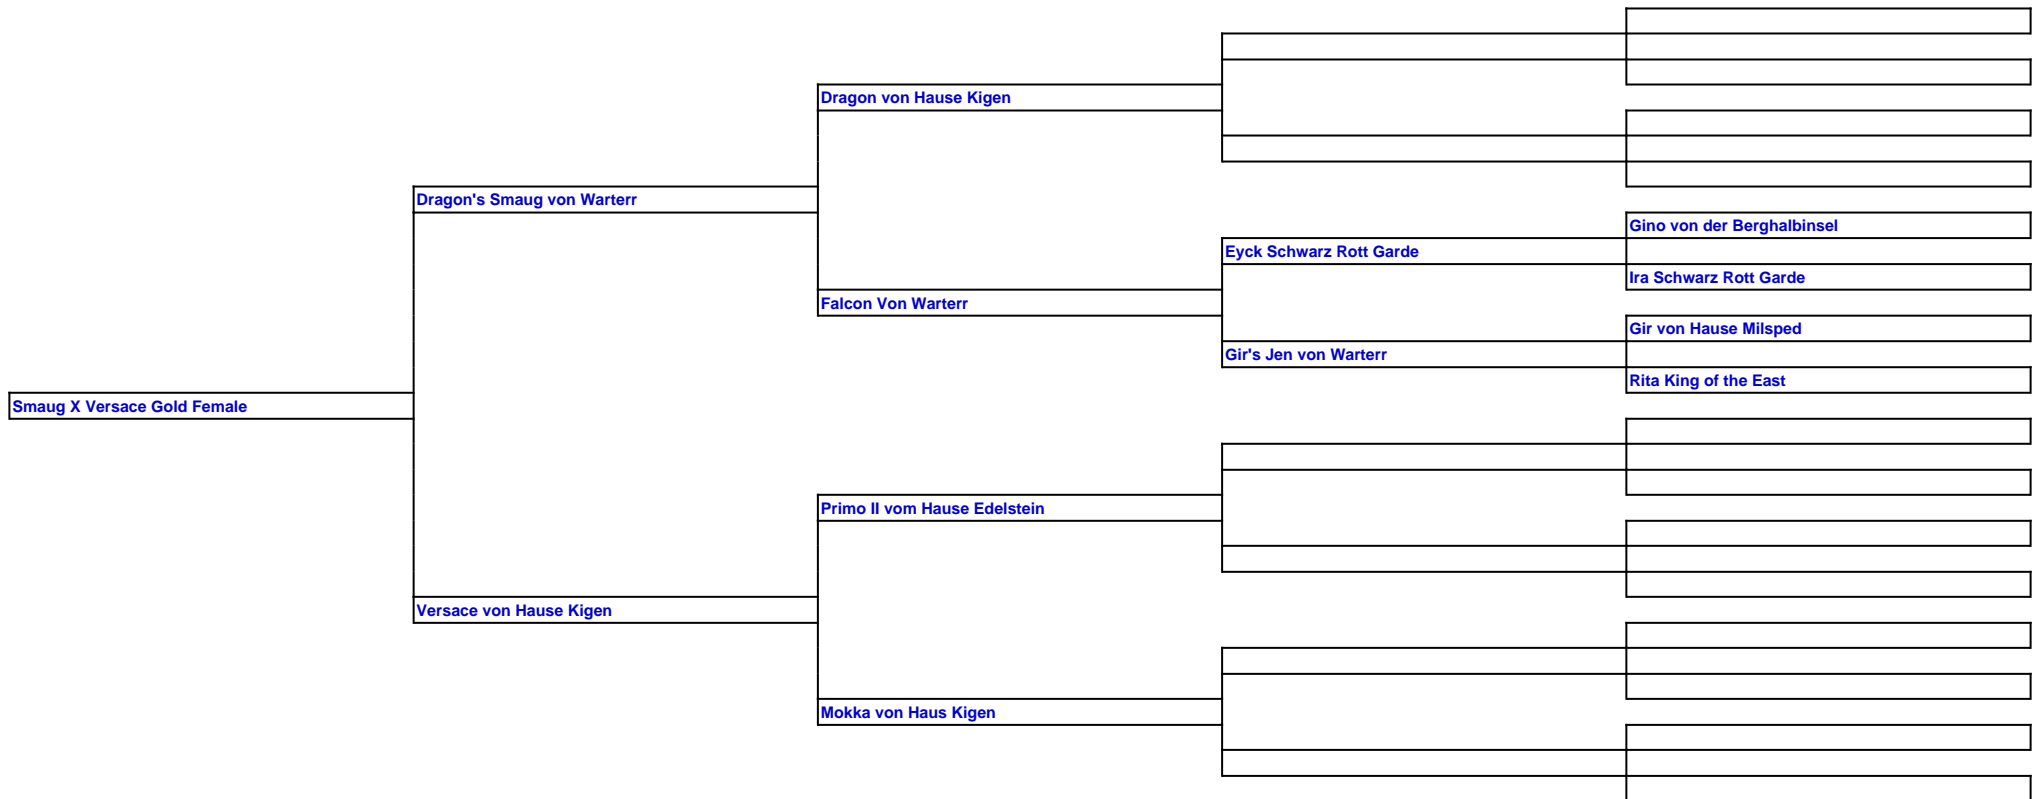 Dragon von Hause Kigen
Dragon's Smaug von Warterr
Gino von der Berghalbinsel
Eyck Schwarz Rott Garde
Ira Schwarz Rott Garde
Falcon Von Warterr
Gir von Hause Milsped
Gir's Jen von Warterr
Rita King of the East
Smaug X Versace Gold Female
Primo II vom Hause Edelstein
Versace von Hause Kigen
Mokka von Haus Kigen